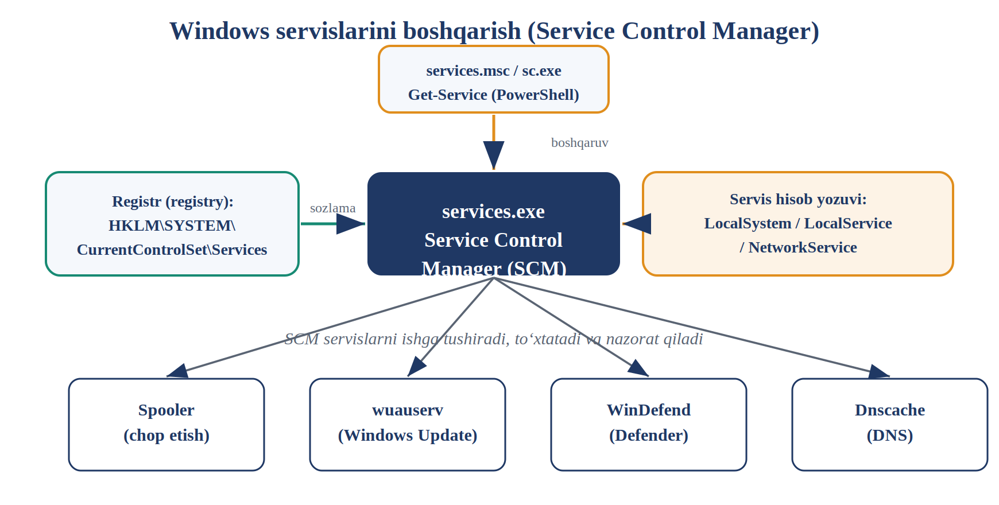 Windows servislarini boshqarish (Service Control Manager)
services.msc / sc.exe
Get-Service (PowerShell)
boshqaruv
Registr (registry):
HKLM\SYSTEM\
CurrentControlSet\Services
sozlama
services.exe
Service Control
Manager (SCM)
Servis hisob yozuvi:
LocalSystem / LocalService
/ NetworkService
SCM servislarni ishga tushiradi, to‘xtatadi va nazorat qiladi
Spooler
(chop etish)
wuauserv
(Windows Update)
WinDefend
(Defender)
Dnscache
(DNS)